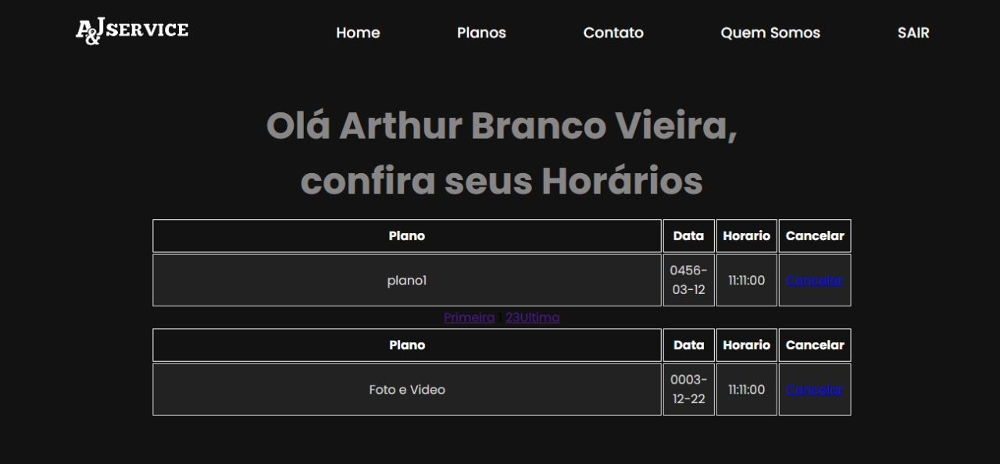 A&J SERVICE
Home Planos Contato Quem Somos SAIR
Olá Arthur Branco Vieira,
confira seus Horários
Plano Data Horario Cancelar
plano1 0456-
03-12 11:11:00 Cancelar
Primeira 1 23Ultima
Plano Data Horario Cancelar
Foto e Video 0003-
12-22 11:11:00 Cancelar